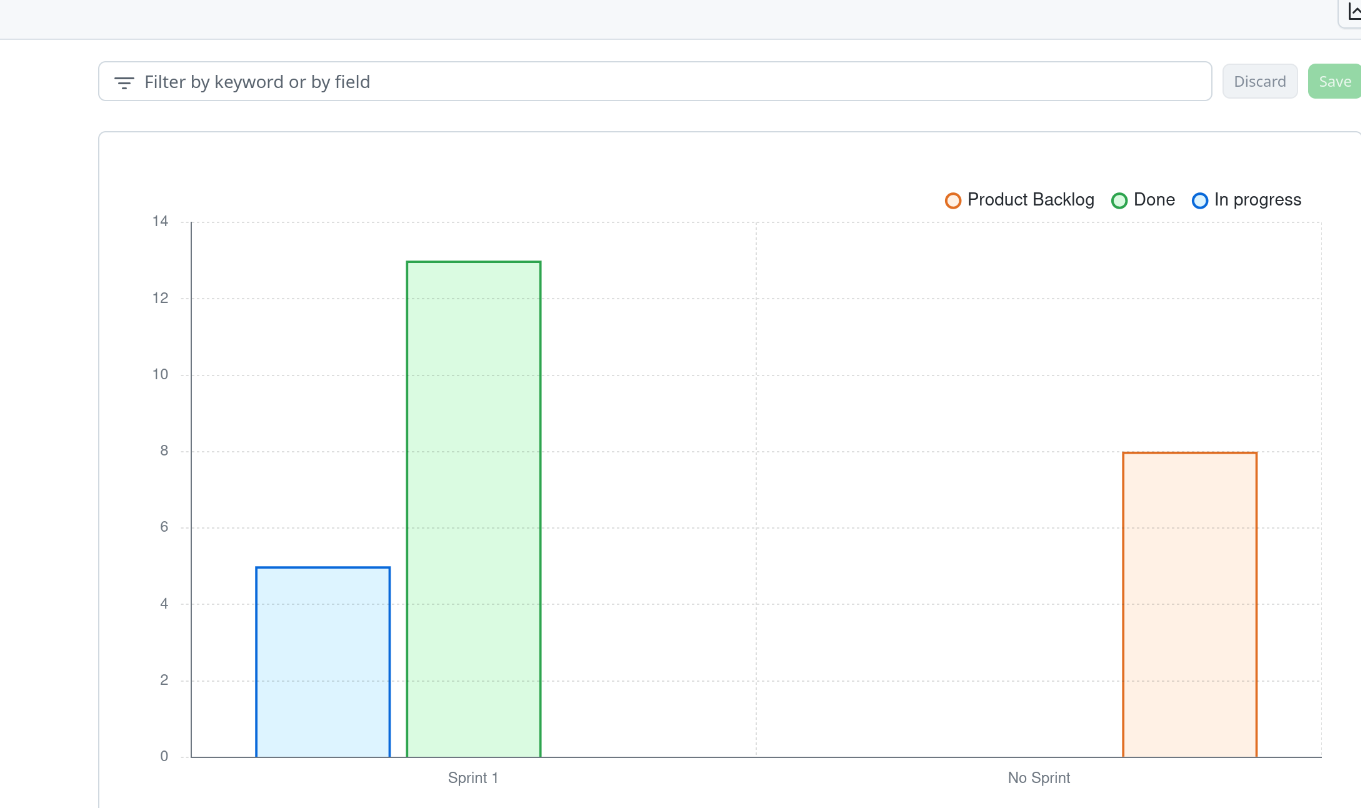 Filter by keyword or by field
Discard
Save
Product Backlog Done In progress
14
12
10
8
6
4
2
0
Sprint 1
No Sprint